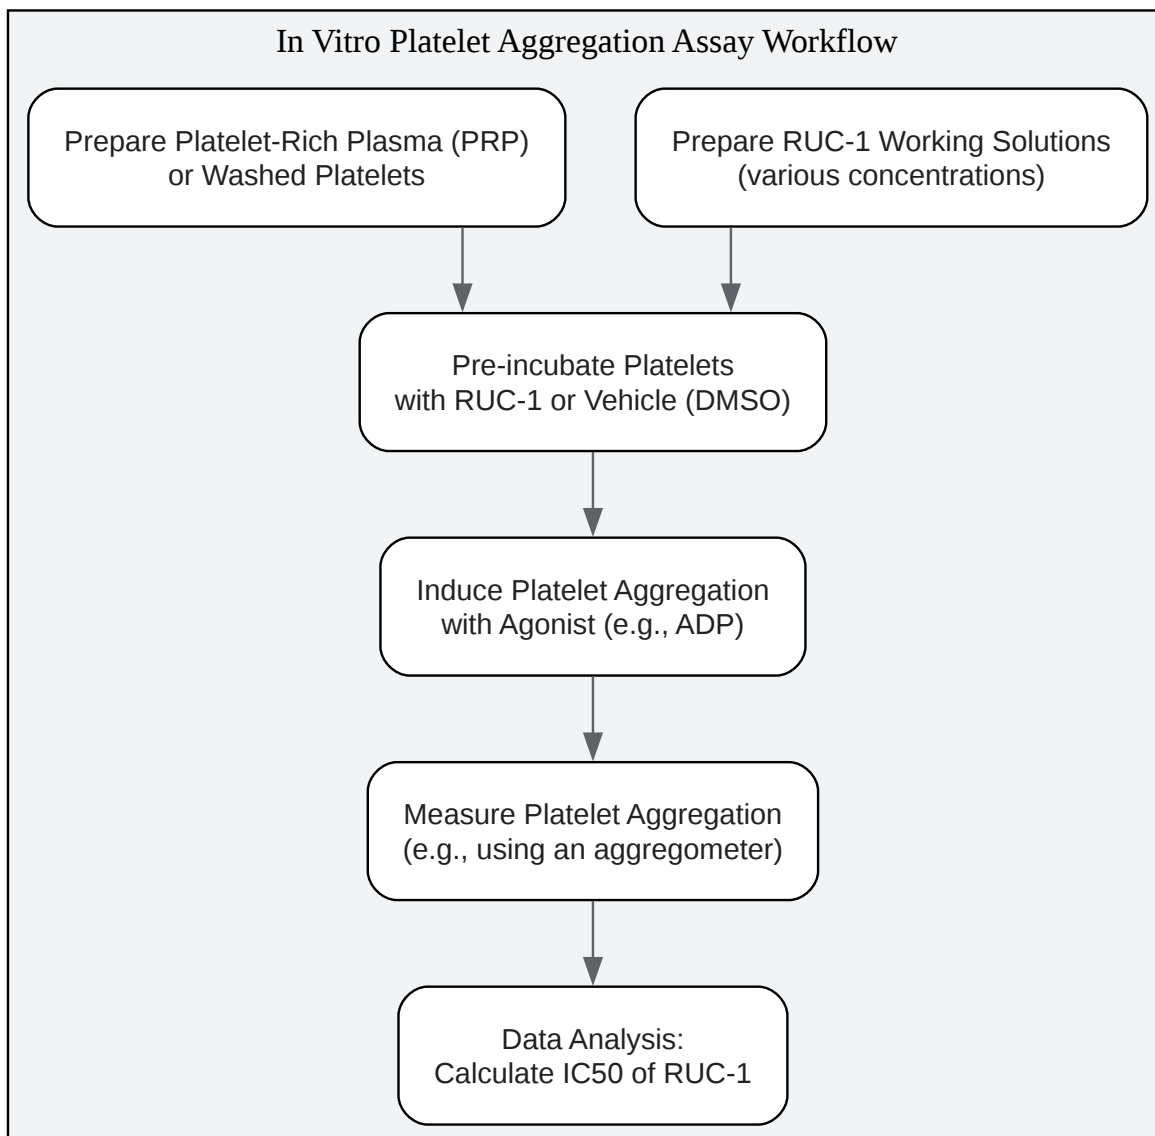 In Vitro Platelet Aggregation Assay Workflow
Prepare Platelet-Rich Plasma (PRP)
or Washed Platelets
Prepare RUC-1 Working Solutions
(various concentrations)
Pre-incubate Platelets
with RUC-1 or Vehicle (DMSO)
Induce Platelet Aggregation
with Agonist (e.g., ADP)
Measure Platelet Aggregation
(e.g., using an aggregometer)
Data Analysis:
Calculate IC50 of RUC-1